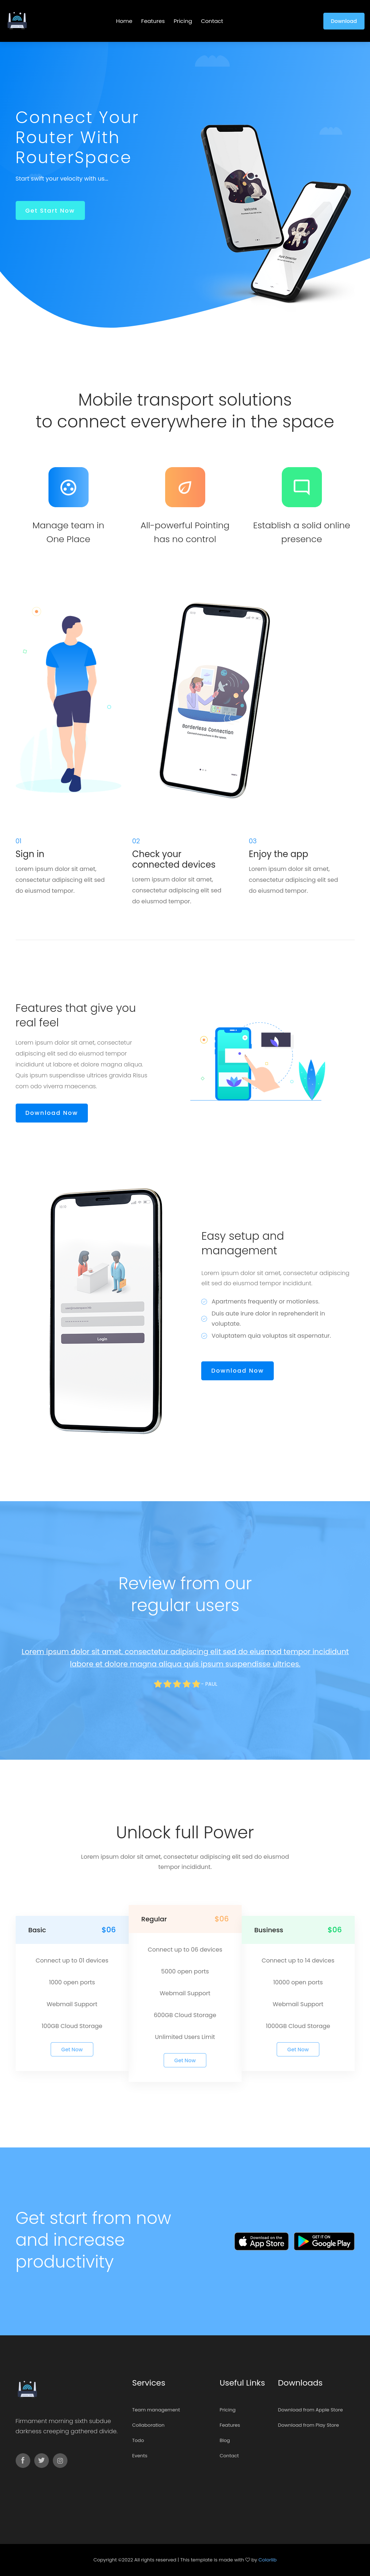 Home Features Pricing Contact
Download
Connect Your
Router With
RouterSpace
Start swift your velocity with us...
Get Start Now
Mobile transport solutions
to connect everywhere in the space
Manage team in
One Place
All-powerful Pointing
has no control
Establish a solid online
presence
Borderless Connection
01
Sign in
Lorem ipsum dolor sit amet,
consectetur adipiscing elit sed
do eiusmod tempor.
02
Check your
connected devices
Lorem ipsum dolor sit amet,
consectetur adipiscing elit sed
do eiusmod tempor.
03
Enjoy the app
Lorem ipsum dolor sit amet,
consectetur adipiscing elit sed
do eiusmod tempor.
Features that give you
real feel
Lorem ipsum dolor sit amet, consectetur
adipiscing elit sed do eiusmod tempor
incididunt ut labore et dolore magna aliqua.
Quis ipsum suspendisse ultrices gravida Risus
com odo viverra maecenas
Download Now
Login
Easy setup and
management
Lorem ipsum dolor sit amet, consectetur adipiscing
elit sed do eiusmod tempor incididunt.
Apartments frequently or motionless.
Duis aute irure dolor in reprehenderit in
voluptate.
Voluptatem quia voluptas sit aspernatur.
Download Now
Review from our
regular users
Lorem ipsum dolor sit amet, consectetur adipiscing elit sed do eiusmod tempor incididunt
labore et dolore magna aliqua quis ipsum suspendisse ultrices.
- PAUL
Unlock full Power
Lorem ipsum dolor sit amet, consectetur adipiscing elit sed do eiusmod
tempor incididunt.
Basic $06
Connect up to 01 devices
1000 open ports
Webmail Support
100GB Cloud Storage
Get Now
Regular $06
Connect up to 06 devices
5000 open ports
Webmail Support
600GB Cloud Storage
Unlimited Users Limit
Get Now
Business $06
Connect up to 14 devices
10000 open ports
Webmail Support
1000GB Cloud Storage
Get Now
Get start from now
and increase
productivity
Download on the
App Store
GET IT ON
Google Play
Firmament morning sixth subdue
darkness creeping gathered divide.
Services
Team management
Collaboration
Todo
Events
Useful Links
Pricing
Features
Blog
Contact
Downloads
Download from Apple Store
Download from Play Store
Copyright ©2022 All rights reserved | This template is made with ♡ by Colorlib